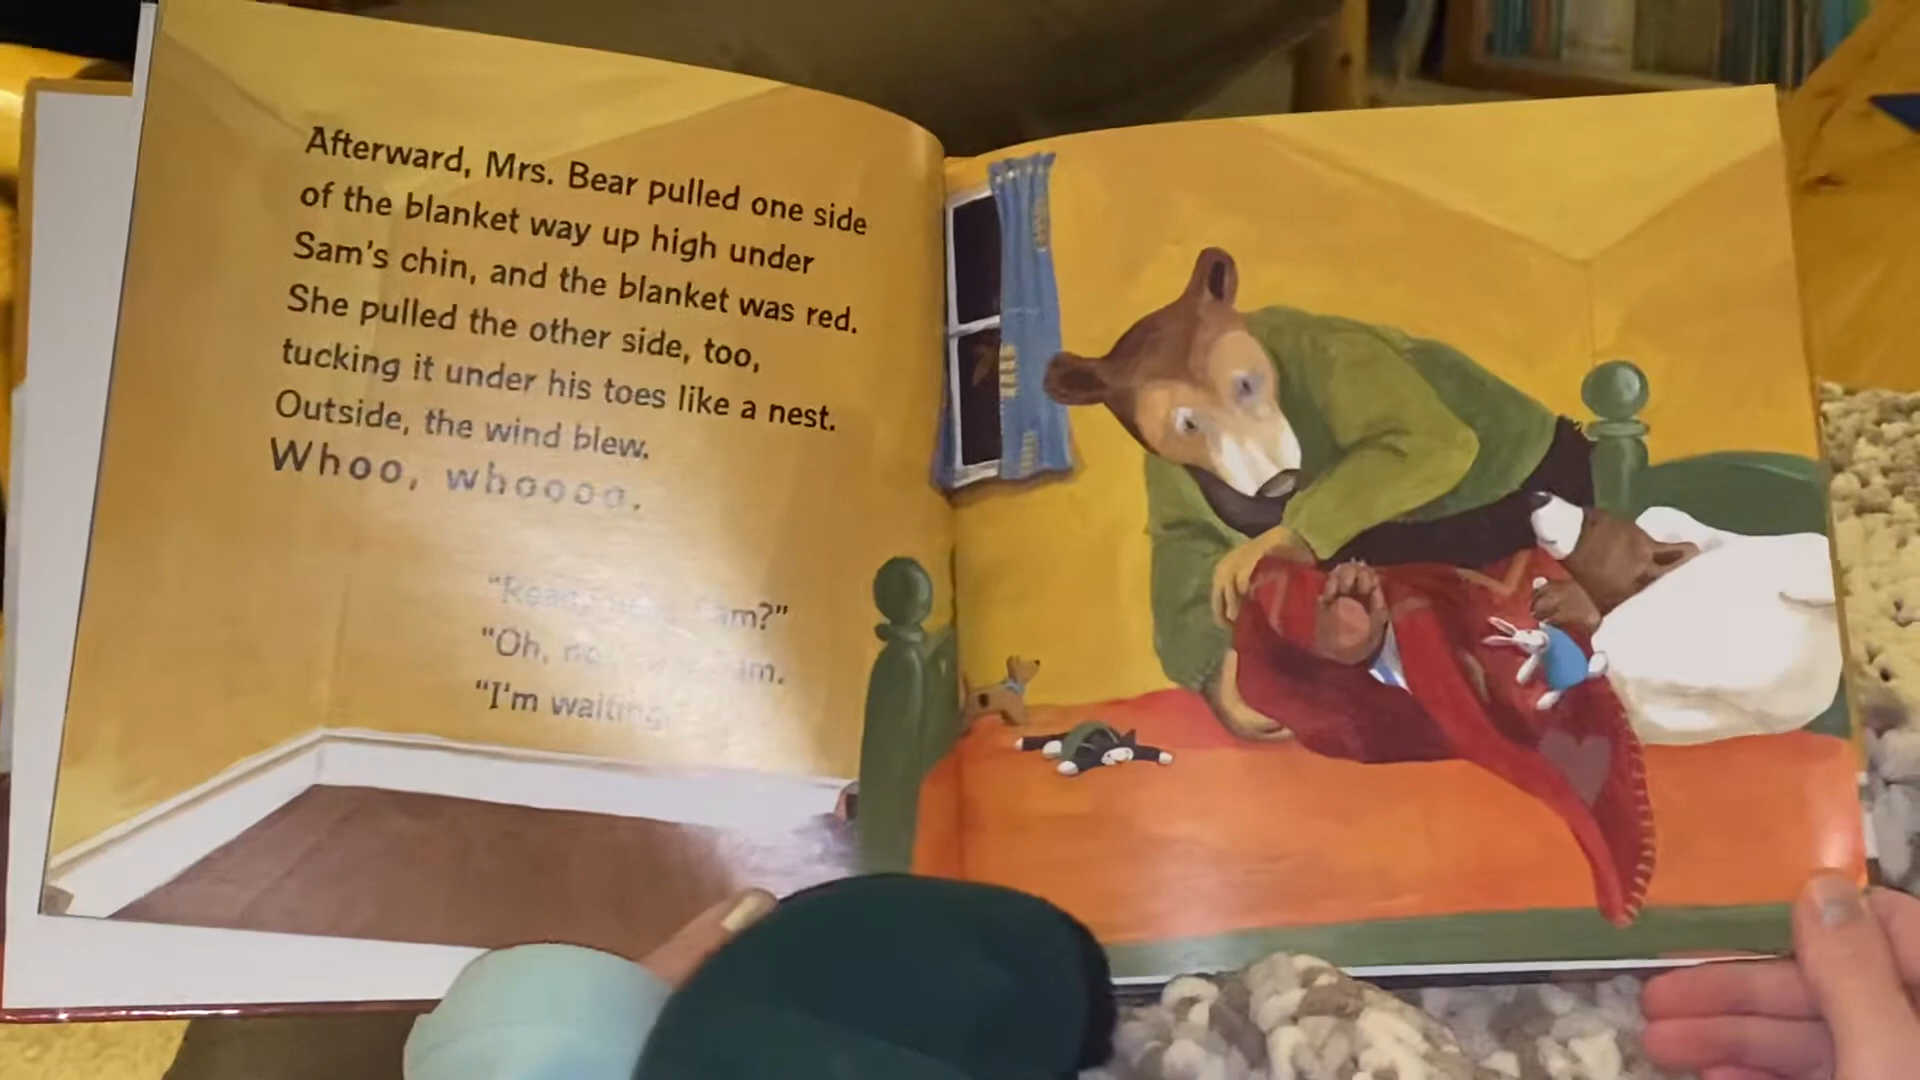 Afterward, Mrs. Bear pulled one side
of the blanket way up high under
Sam's chin, and the blanket was red.
She pulled the other side, too,
tucking it under his toes like a nest.
Outside, the wind blew.
Whoo, whoooo.
"Ready now, Sam?"
"Oh, no," said Sam.
"I'm waiting."